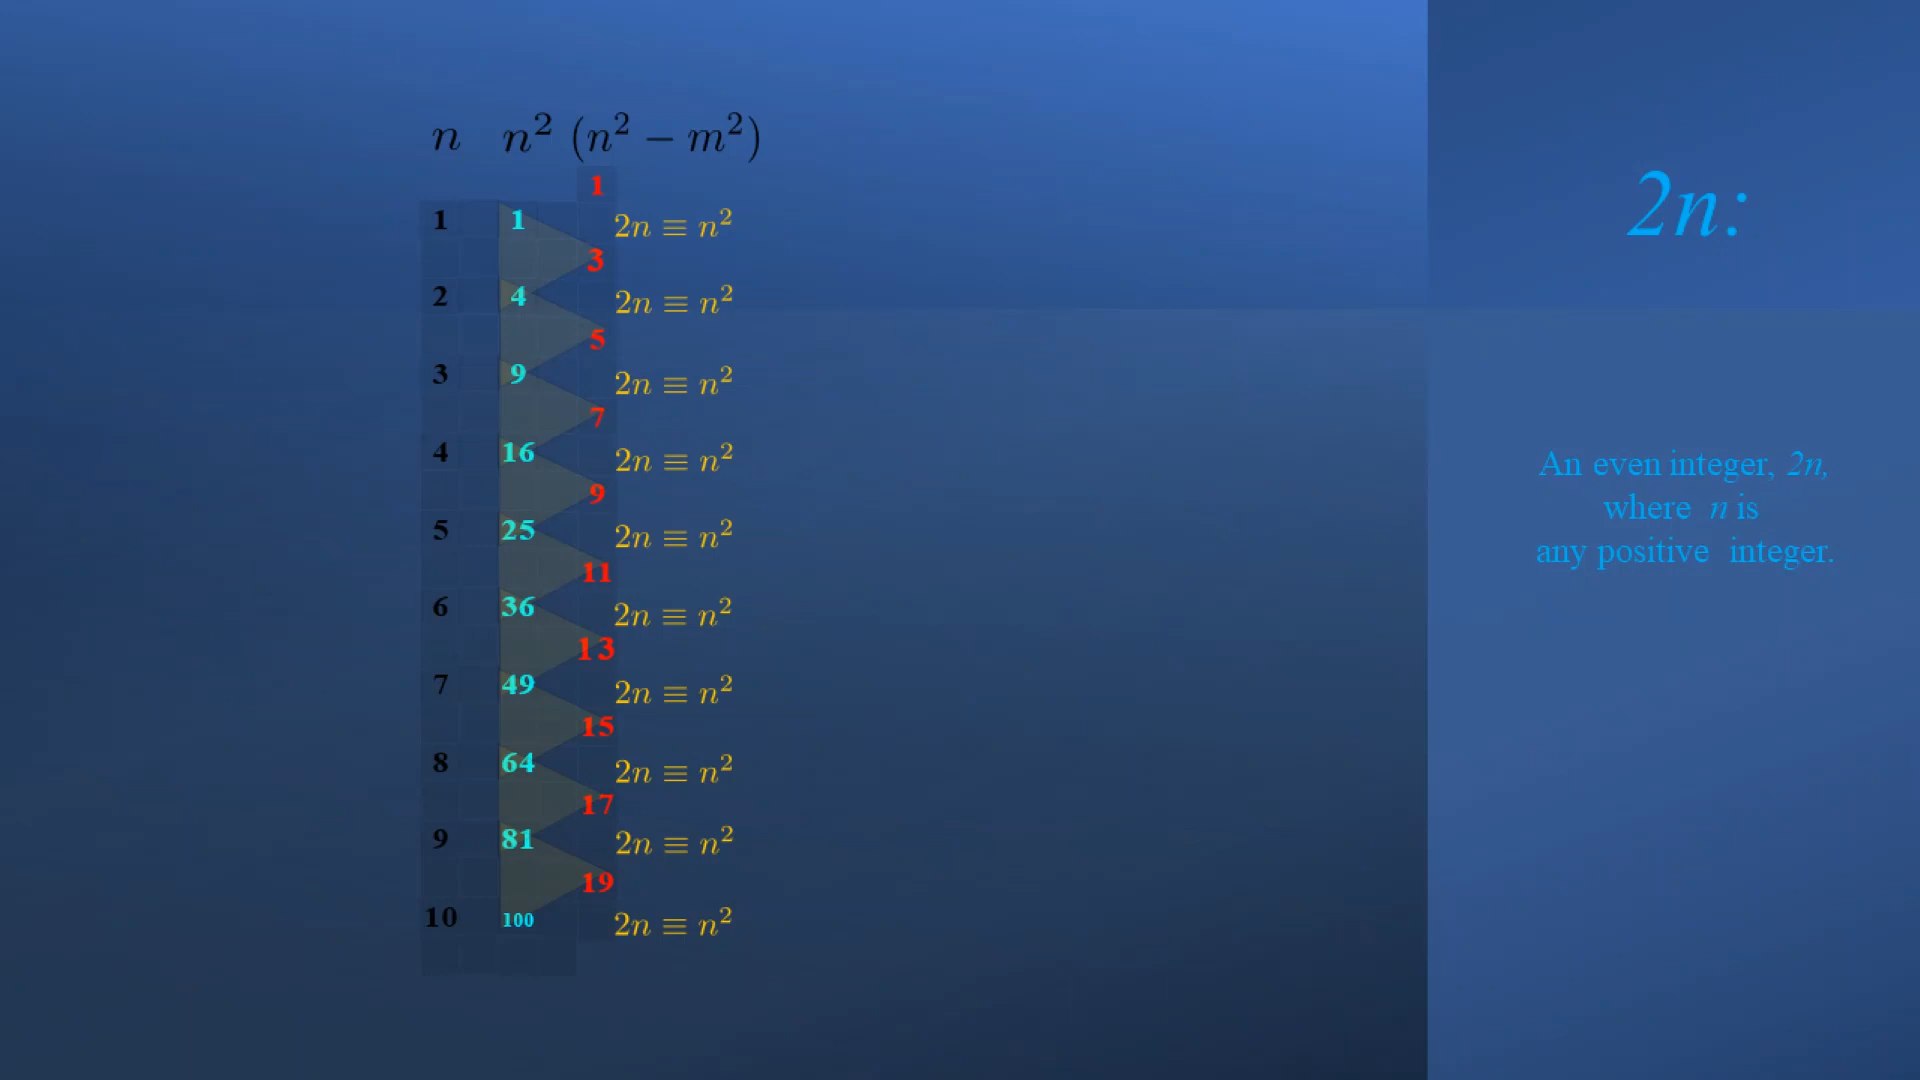 n n² (n² − m²)
1
1 1 2n ≡ n²
3
2 4 2n ≡ n²
5
3 9 2n ≡ n²
7
4 16 2n ≡ n²
9
5 25 2n ≡ n²
11
6 36 2n ≡ n²
13
7 49 2n ≡ n²
15
8 64 2n ≡ n²
17
9 81 2n ≡ n²
19
10 100 2n ≡ n²
2n:
An even integer, 2n,
where n is
any positive integer.